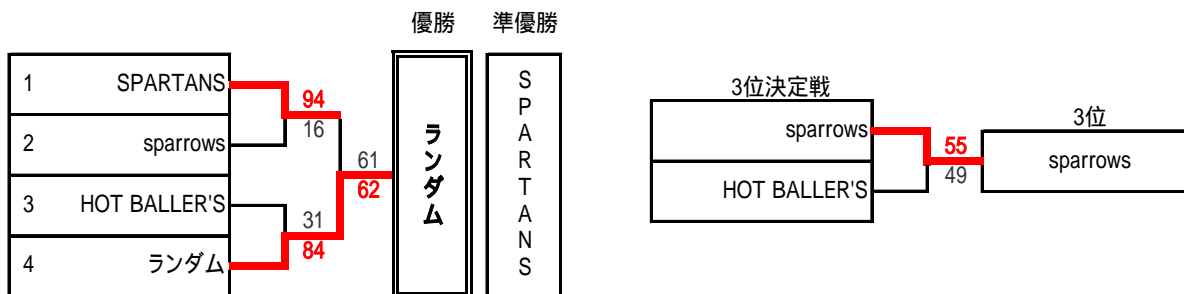 優勝 準優勝
1 SPARTANS
94
16
2 sparrows
61
62
3 HOT BALLER'S
31
84
4 ランダム
ランダム
SPARTANS
3位決定戦
sparrows
HOT BALLER'S
55
49
3位
sparrows